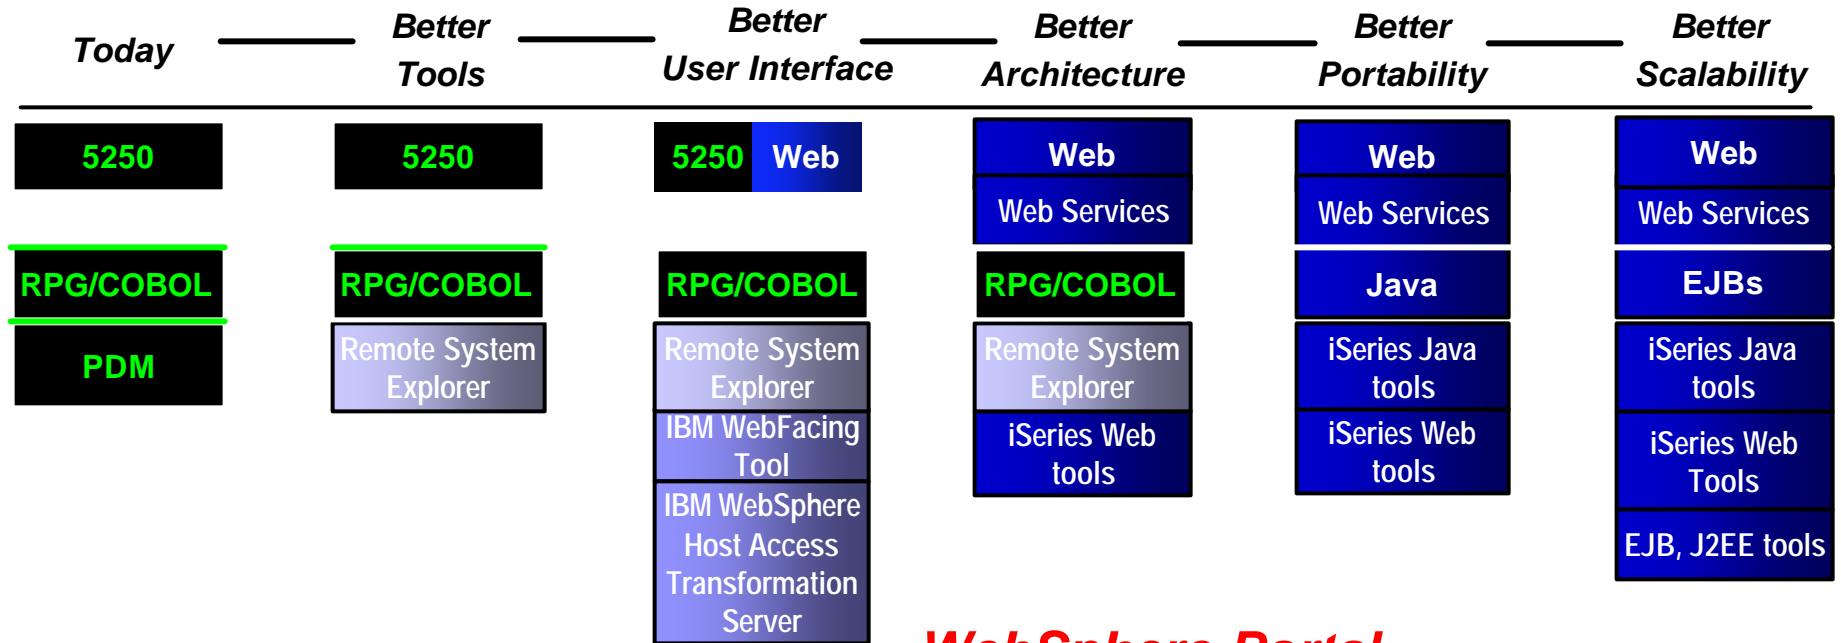 Today
Better
Tools
Better
User Interface
Better
Architecture
Better
Portability
Better
Scalability
5250
5250
5250 Web
Web
Web
Web
Web Services
Web Services
Web Services
RPG/COBOL
RPG/COBOL
RPG/COBOL
RPG/COBOL
Java
EJBs
PDM
Remote System
Explorer
Remote System
Explorer
Remote System
Explorer
iSeries Java
tools
iSeries Java
tools
IBM WebFacing
Tool
iSeries Web
tools
iSeries Web
tools
iSeries Web
Tools
IBM WebSphere
Host Access
Transformation
Server
EJB, J2EE tools
WebSphere Portal